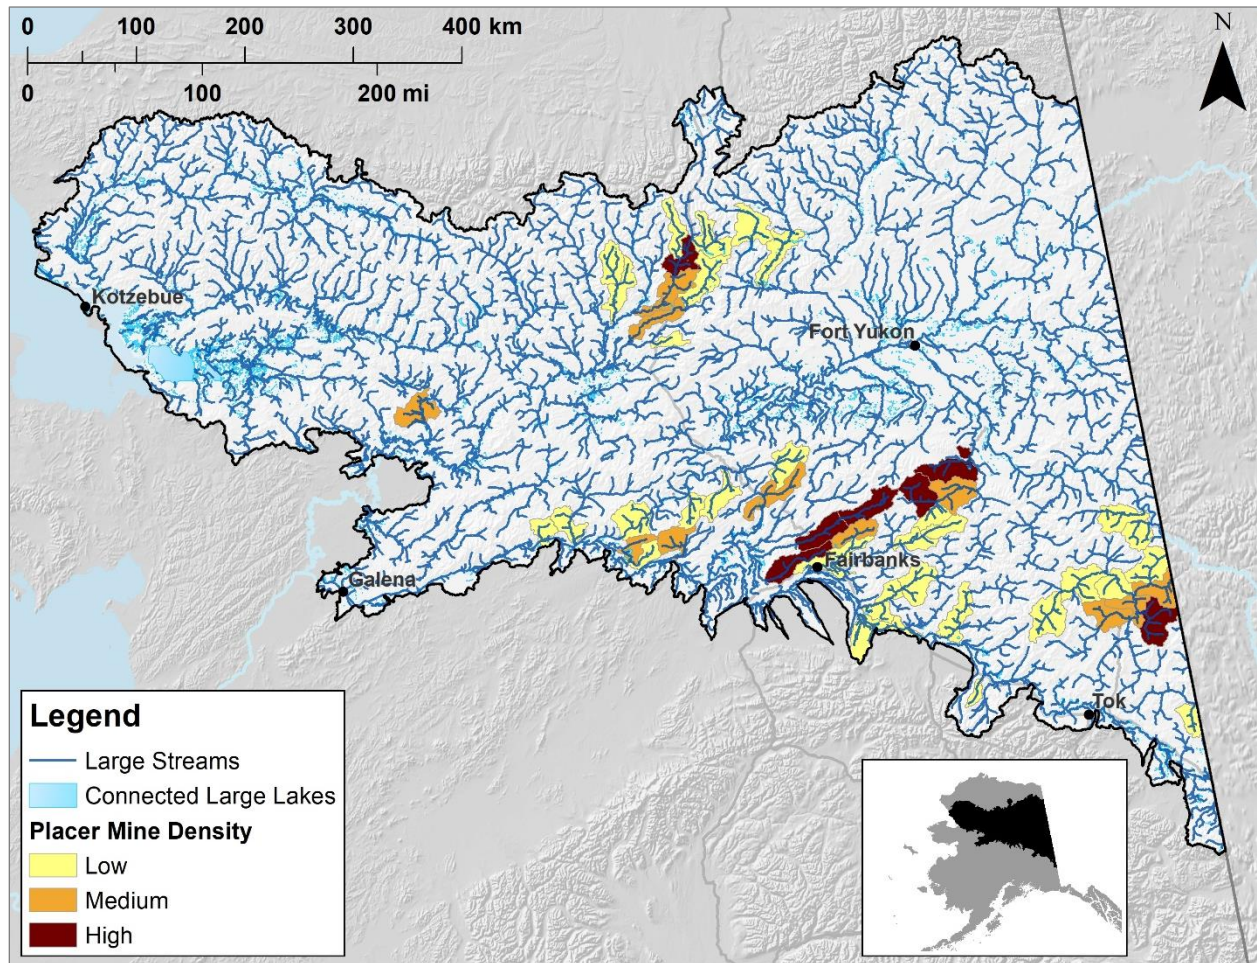 0 100 200 300 400 km
0 100 200 mi
N
Kotzebue
Fort Yukon
Galena
Fairbanks
Tok
Legend
Large Streams
Connected Large Lakes
Placer Mine Density
Low
Medium
High